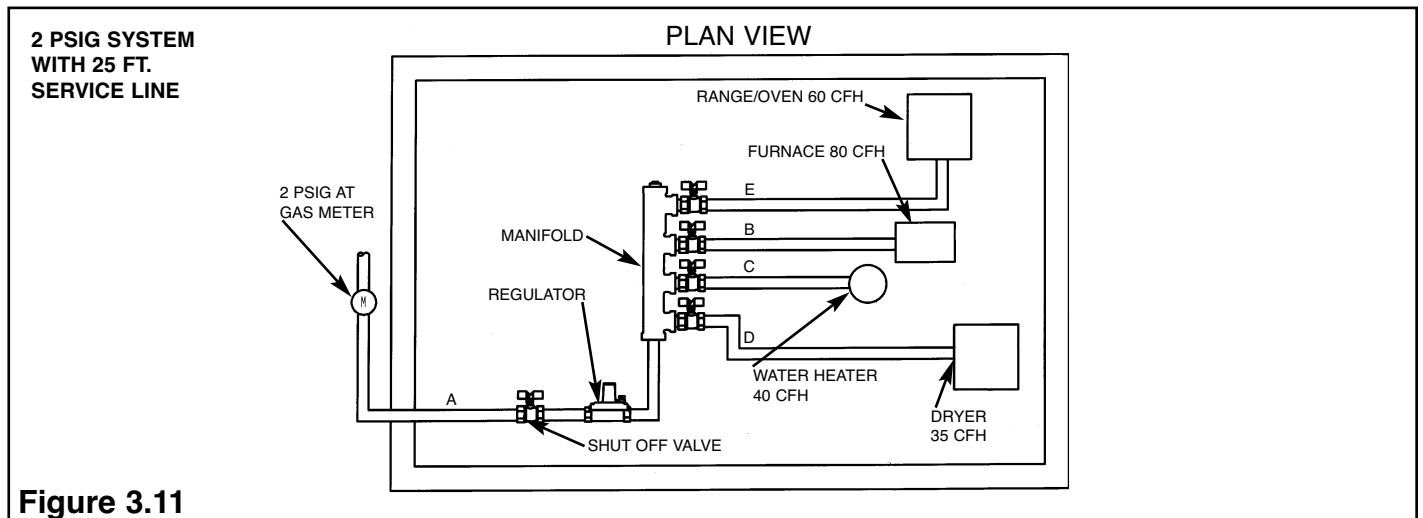 2 PSIG SYSTEM
WITH 25 FT.
SERVICE LINE
PLAN VIEW
RANGE/OVEN 60 CFH
FURNACE 80 CFH
2 PSIG AT
GAS METER
E
B
MANIFOLD
C
REGULATOR
M
D
WATER HEATER
40 CFH
A
DRYER
35 CFH
SHUT OFF VALVE
Figure 3.11